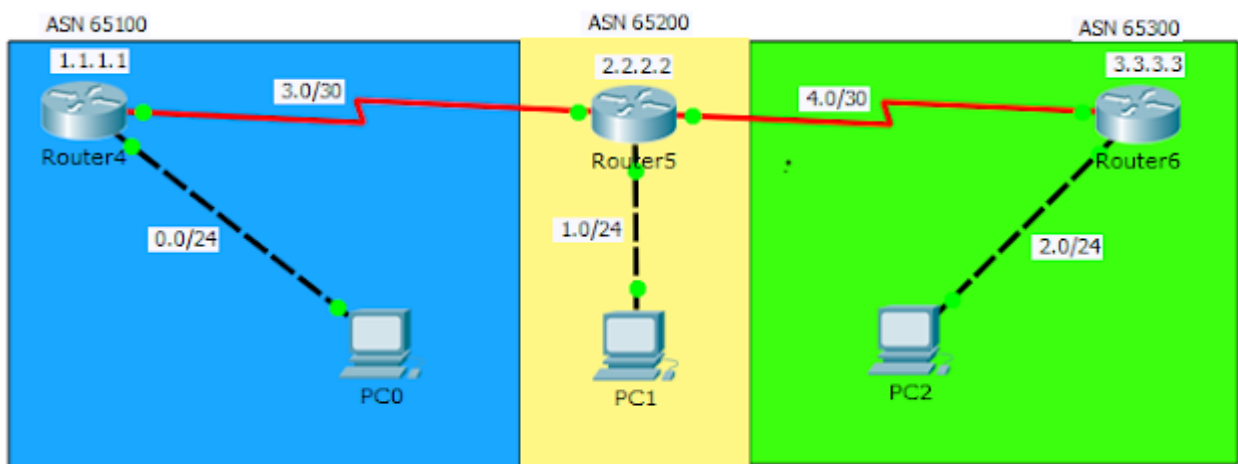 ASN 65100
ASN 65200
ASN 65300
1.1.1.1
2.2.2.2
3.3.3.3
3.0/30
4.0/30
Router4
Router5
Router6
0.0/24
1.0/24
2.0/24
PC0
PC1
PC2